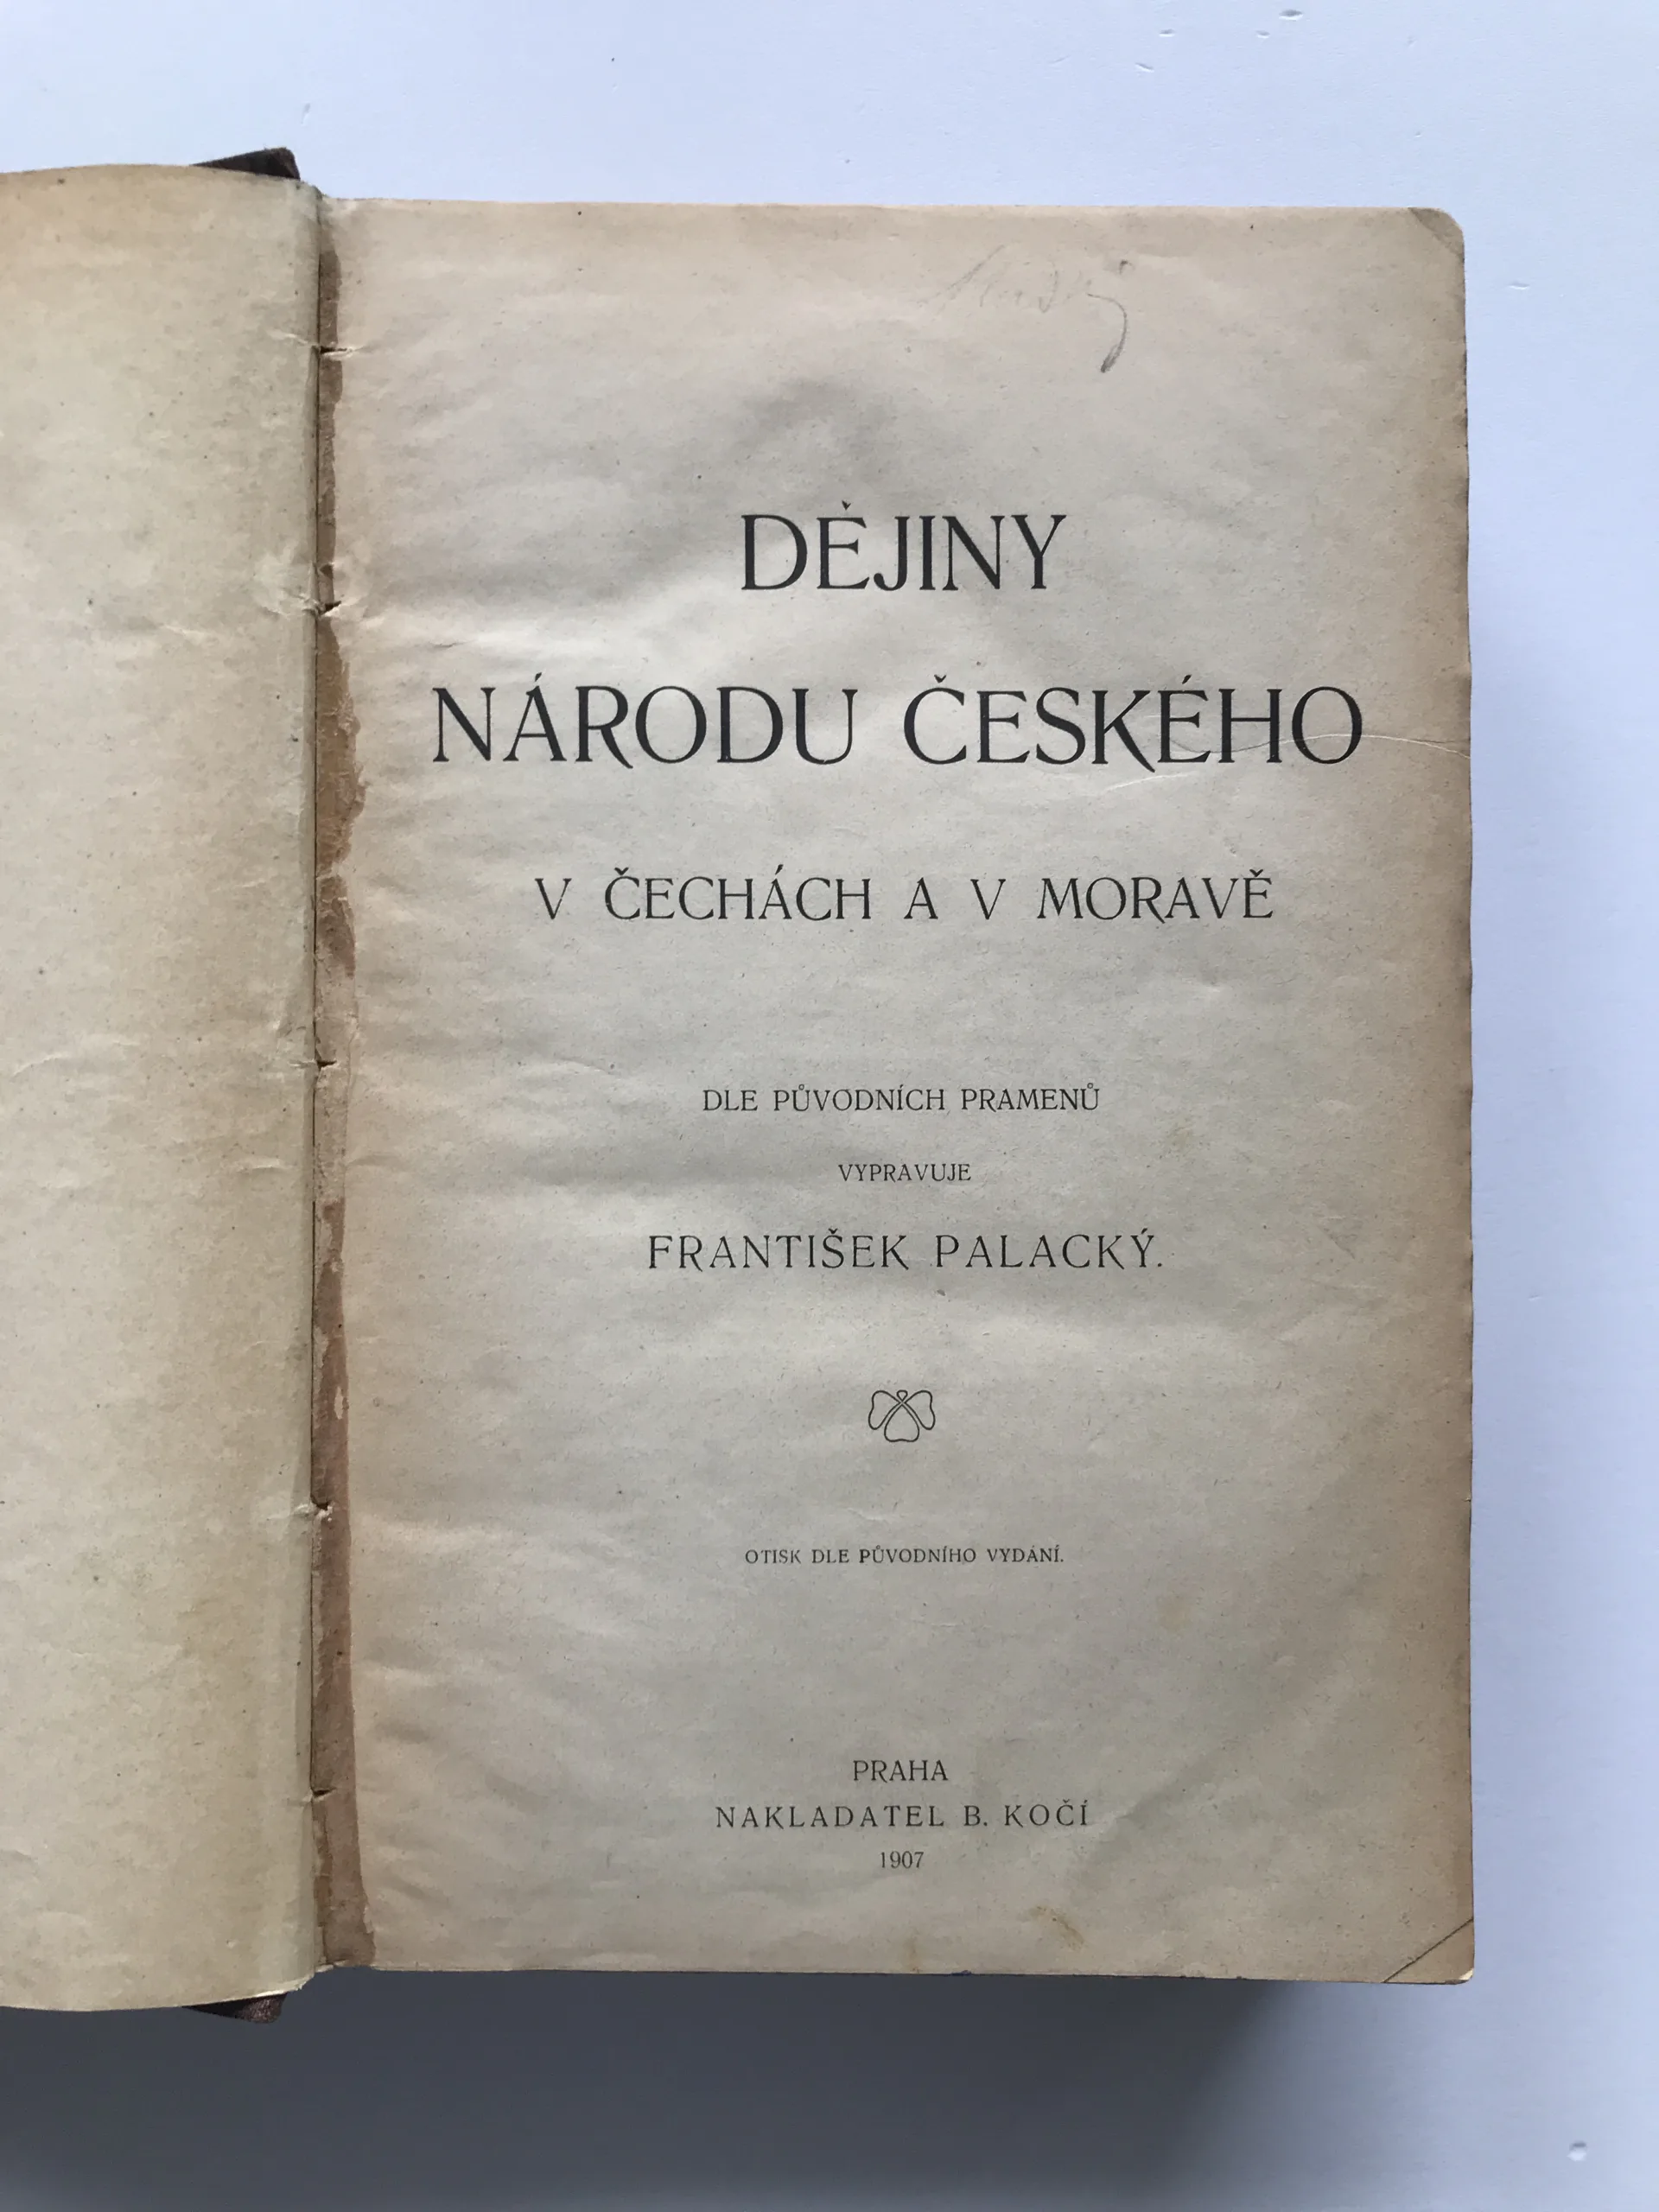 DĚJINY
NÁRODU ČESKÉHO
V ČECHÁCH A V MORAVĚ
DLE PŮVODNÍCH PRAMENŮ
VYPRAVUJE
FRANTIŠEK PALACKÝ.
OTISK DLE PŮVODNÍHO VYDÁNÍ.
PRAHA
NAKLADATEL B. KOČÍ
1907